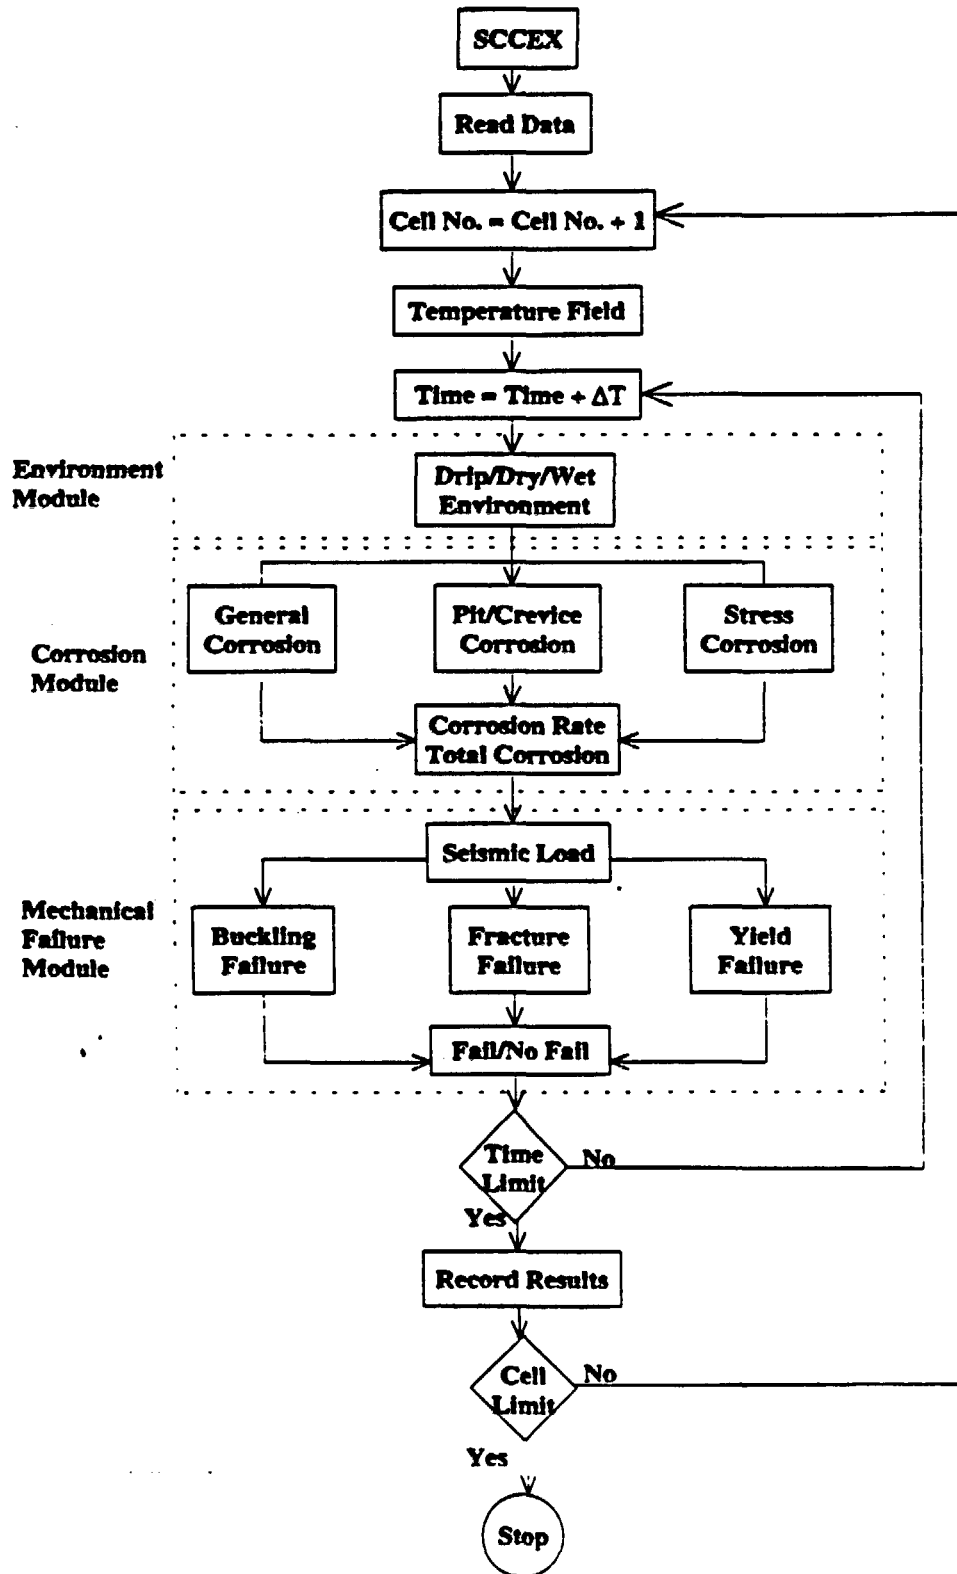 SCCEX
Read Data
Cell No. = Cell No. + 1
Temperature Field
Time = Time + ΔT
Environment
Module
Drip/Dry/Wet
Environment
Corrosion
Module
General
Corrosion
Pit/Crevice
Corrosion
Stress
Corrosion
Corrosion Rate
Total Corrosion
Mechanical
Failure
Module
Seismic Load
Buckling
Failure
Fracture
Failure
Yield
Failure
Fail/No Fail
Time
Limit
No
Yes
Record Results
Cell
Limit
No
Yes
Stop